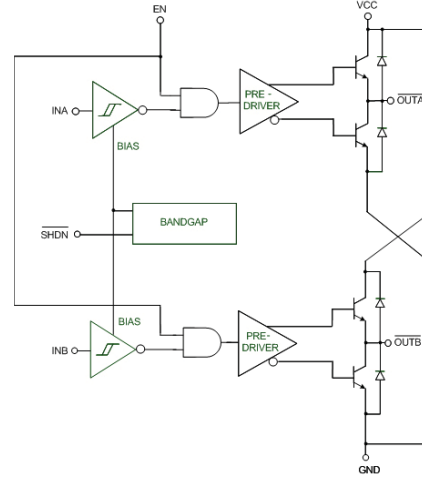 EN
VCC
INA
PRE -
DRIVER
OUTA
BIAS
BANDGAP
SHDN
BIAS
INB
PRE-
DRIVER
OUTB
GND